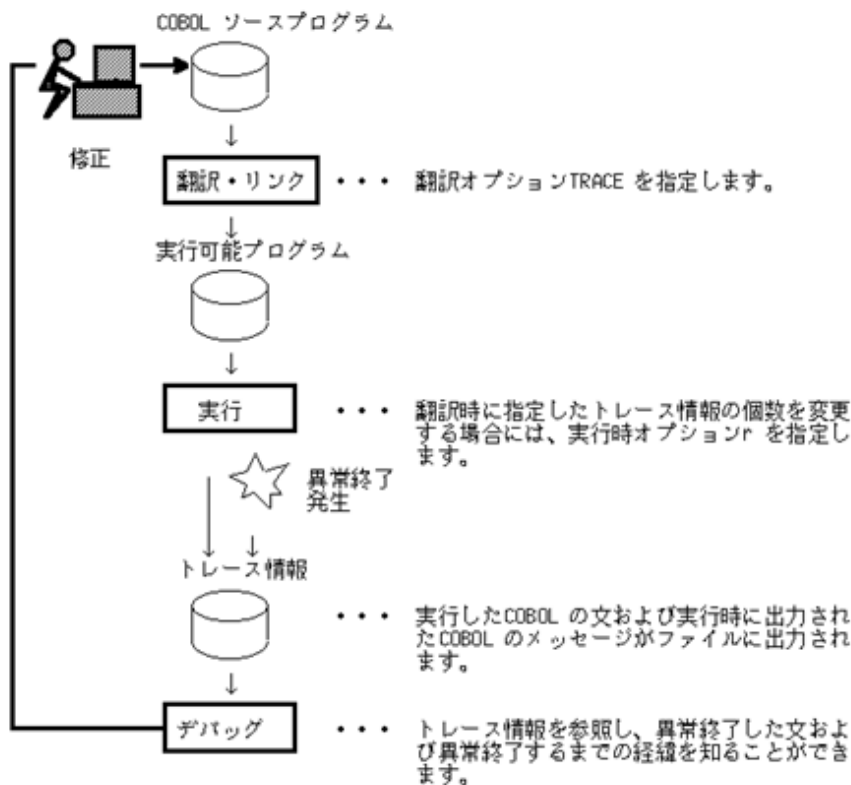 COBOL ソースプログラム
修正
翻訳・リンク ・・・ 翻訳オプションTRACE を指定します。
実行可能プログラム
実行 ・・・ 翻訳時に指定したトレース情報の個数を変更
する場合には、実行時オプションr を指定し
ます。
異常終了
発生
トレース情報
・・・ 実行したCOBOL の文および実行時に出力され
たCOBOL のメッセージがファイルに出力され
ます。
デバッグ ・・・ トレース情報を参照し、異常終了した文およ
び異常終了するまでの経緯を知ることができ
ます。